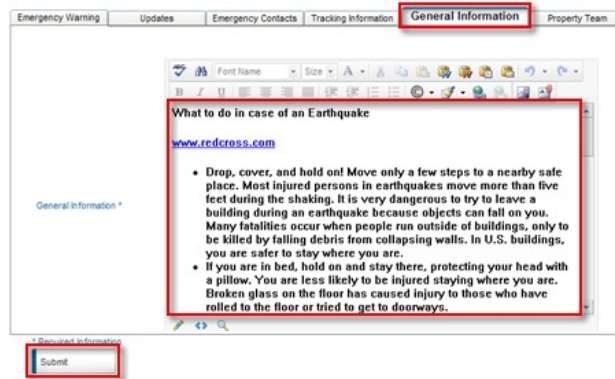 Emergency Warning Updates Emergency Contacts Tracking Information General Information Property Team
Font Name Size A
B I U
What to do in case of an Earthquake
www.redcross.com
Drop, cover, and hold on! Move only a few steps to a nearby safe
place. Most injured persons in earthquakes move more than five
feet during the shaking. It is very dangerous to try to leave a
building during an earthquake because objects can fall on you.
Many fatalities occur when people run outside of buildings, only to
be killed by falling debris from collapsing walls. In U.S. buildings,
you are safer to stay where you are.
General Information *
If you are in bed, hold on and stay there, protecting your head with
a pillow. You are less likely to be injured staying where you are.
Broken glass on the floor has caused injury to those who have
rolled to the floor or tried to get to doorways.
* Required Information
Submit